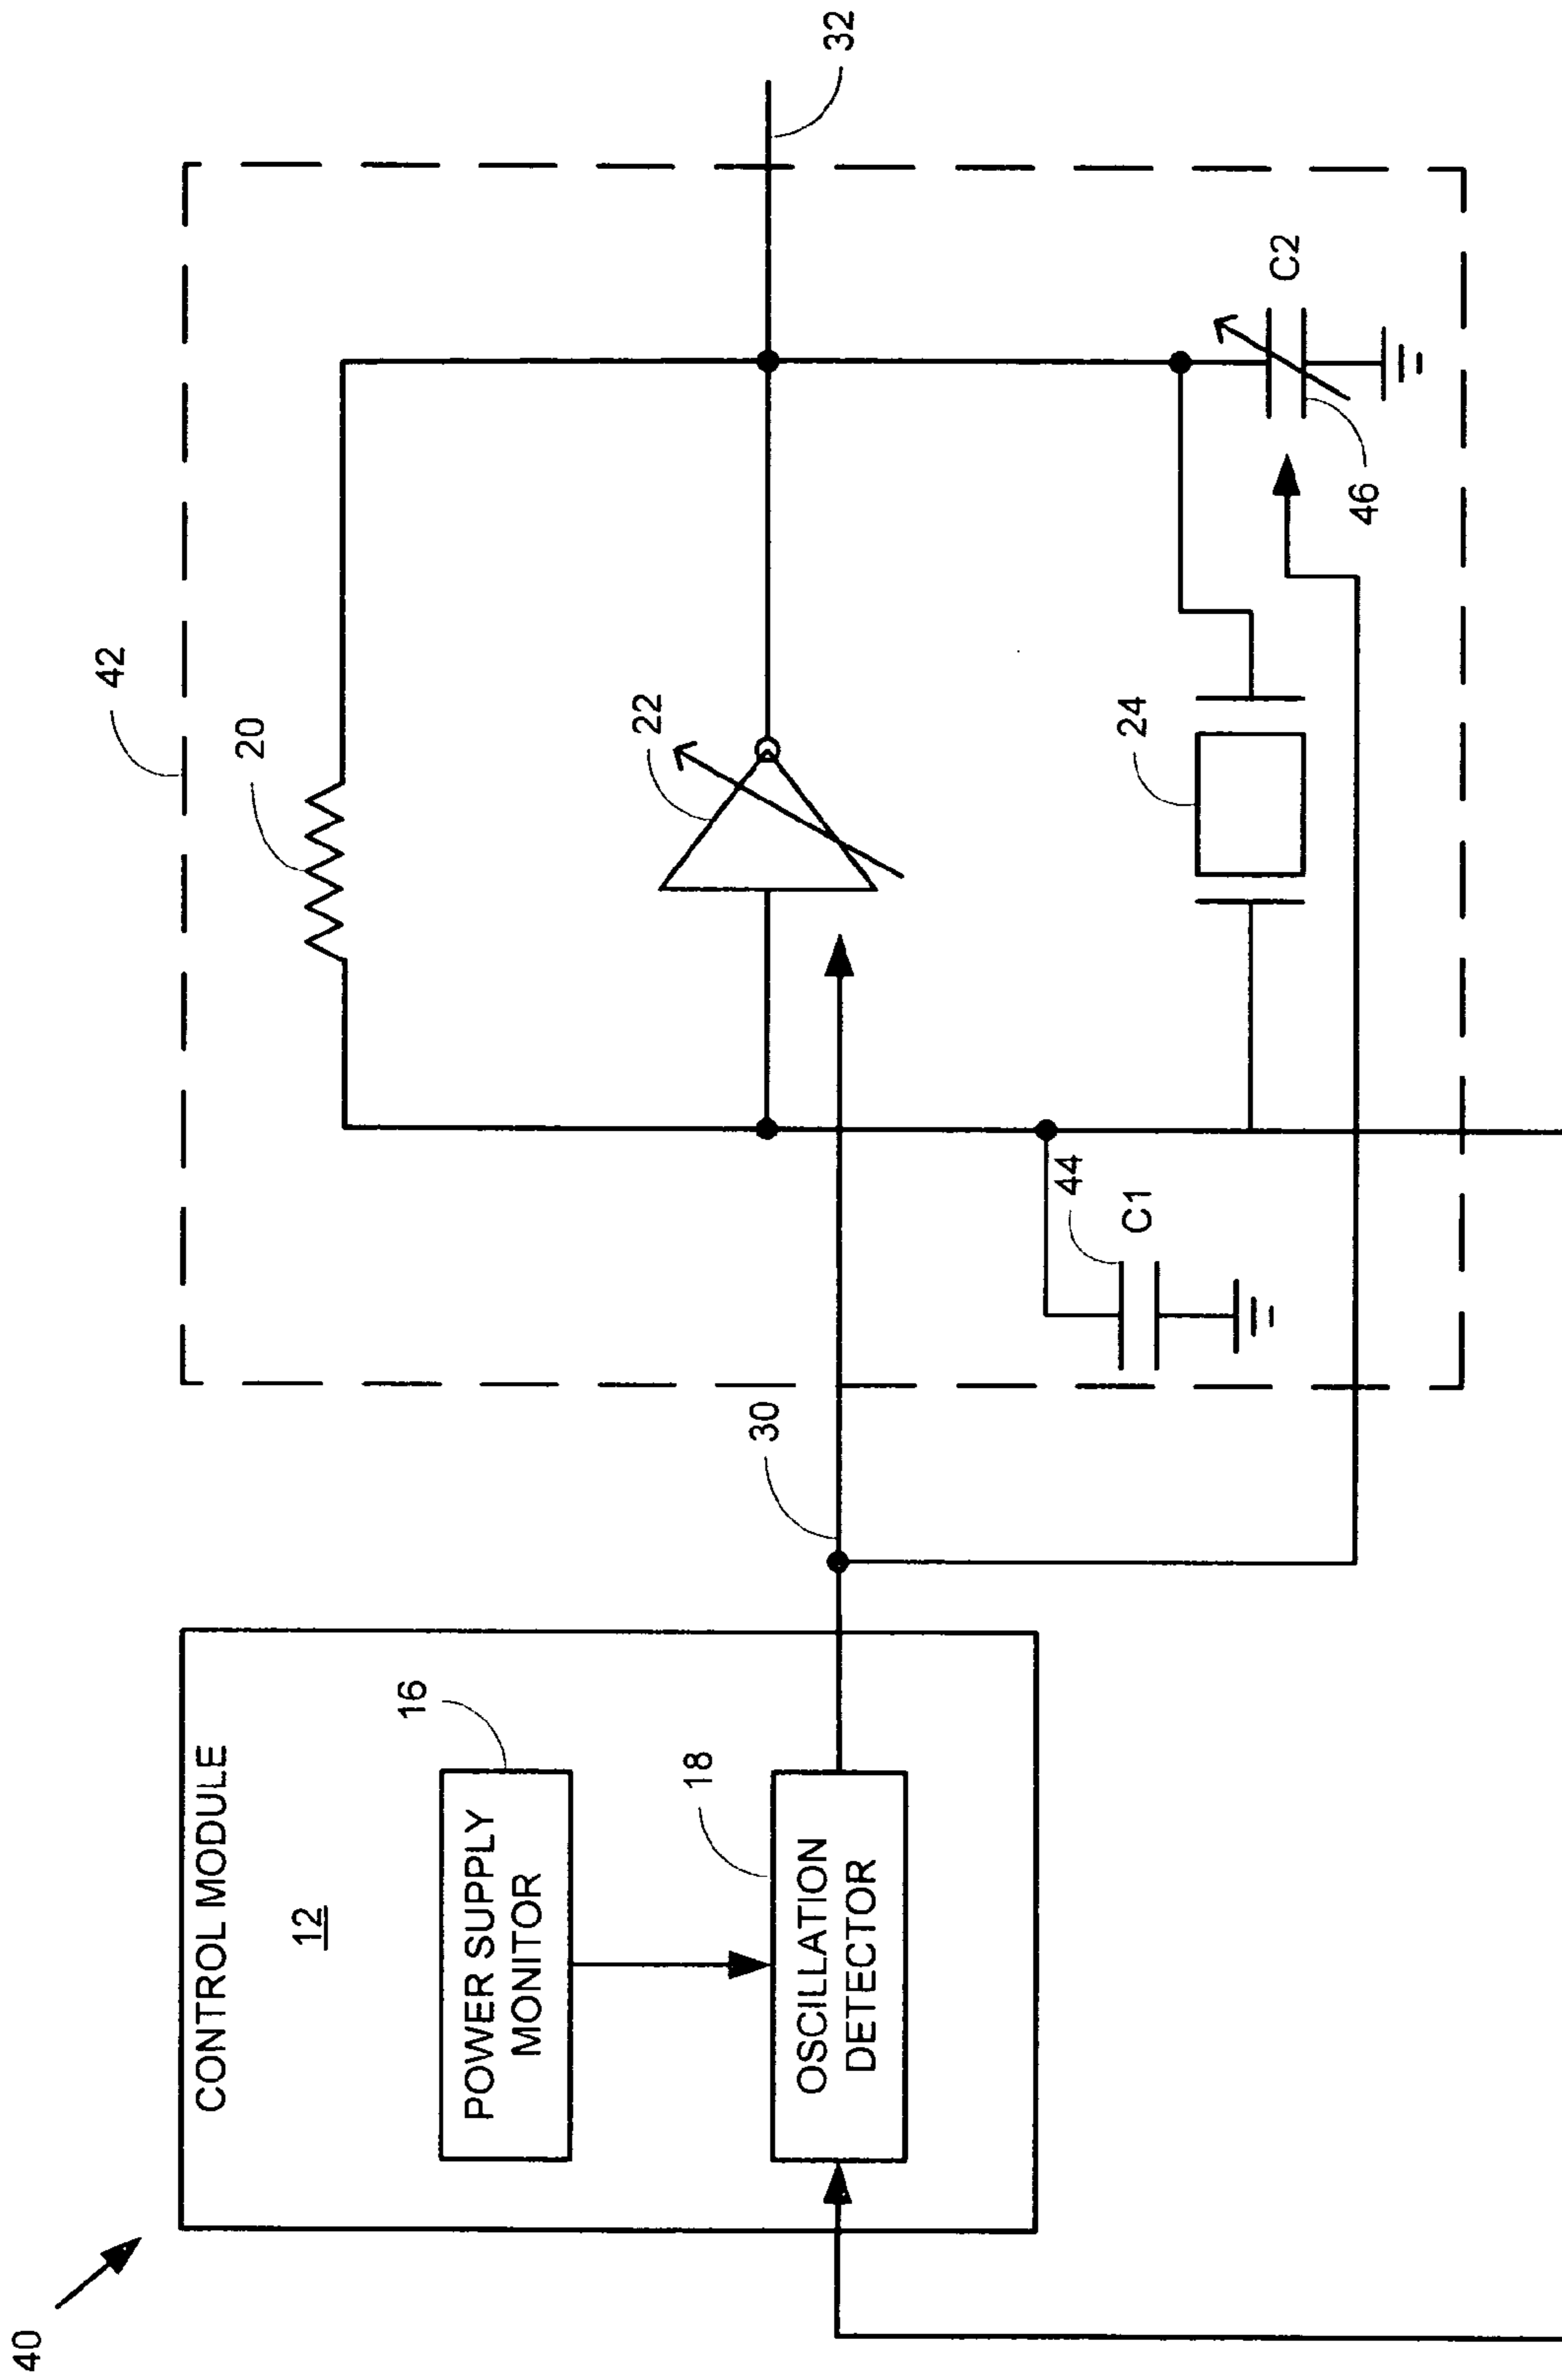 40
CONTROL MODULE
12
16
POWER SUPPLY
MONITOR
18
OSCILLATION
DETECTOR
30
42
20
22
32
44
C1
24
C2
46